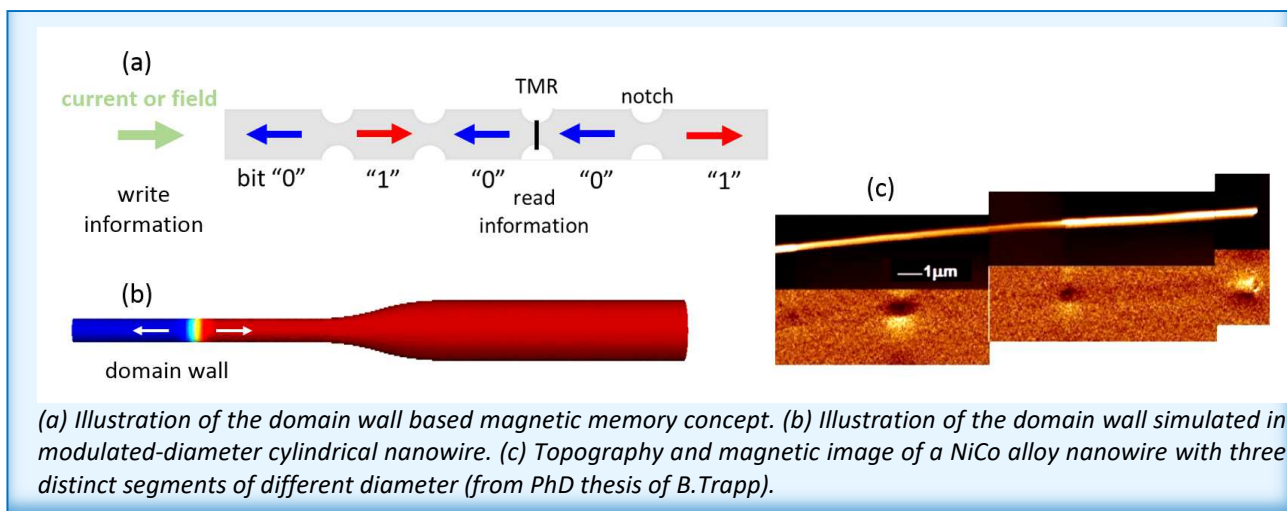 (a)
TMR
notch
current or field
bit “0”
“1”
“0”
“0”
“1”
write
information
read
information
(c)
1μm
(b)
domain wall
(a) Illustration of the domain wall based magnetic memory concept. (b) Illustration of the domain wall simulated in
modulated-diameter cylindrical nanowire. (c) Topography and magnetic image of a NiCo alloy nanowire with three
distinct segments of different diameter (from PhD thesis of B.Trapp).